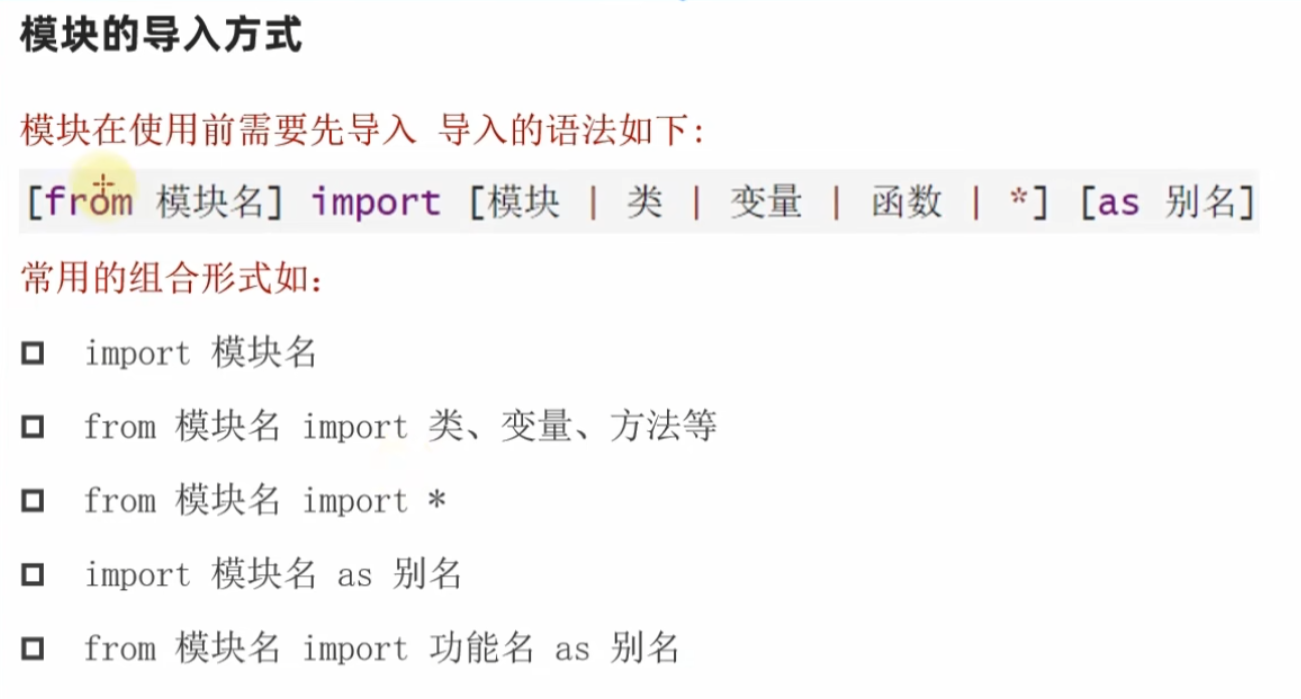 模块的导入方式
模块在使用前需要先导入 导入的语法如下:
[from 模块名] import [模块 | 类 | 变量 | 函数 | *] [as 别名]
常用的组合形式如：
import 模块名
from 模块名 import 类、变量、方法等
from 模块名 import *
import 模块名 as 别名
from 模块名 import 功能名 as 别名